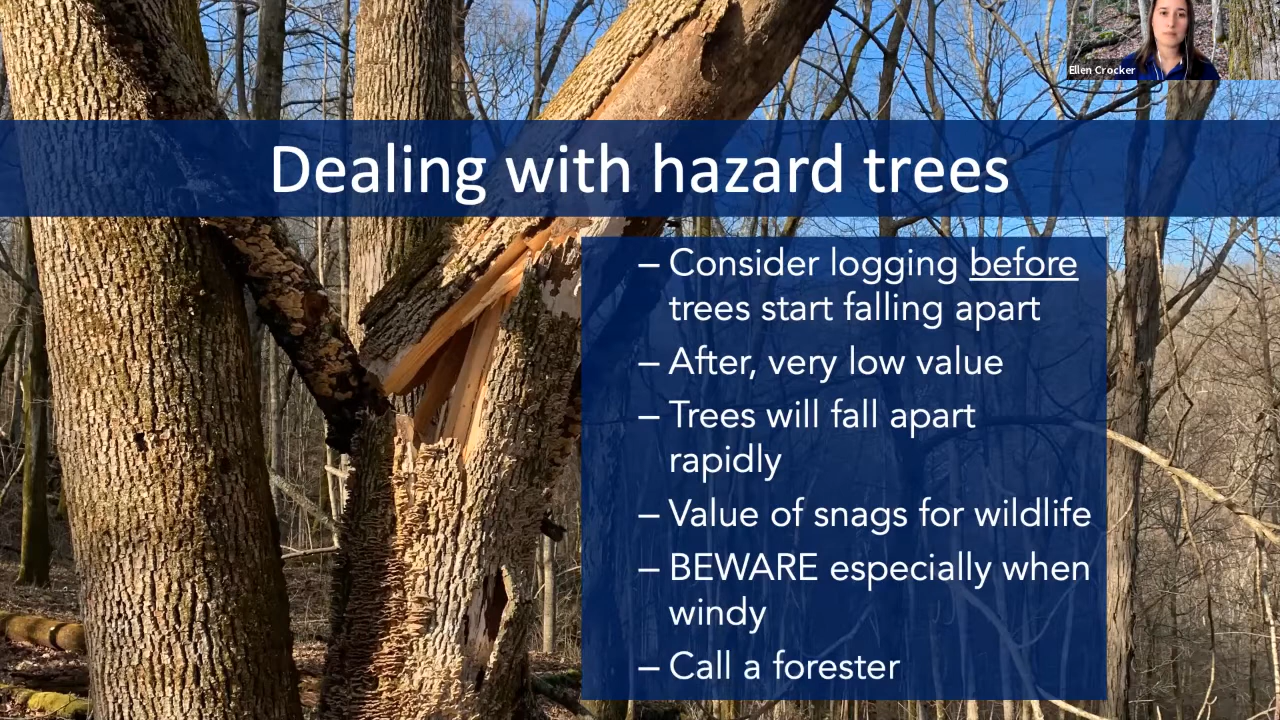 Ellen Crocker
Dealing with hazard trees
– Consider logging before
trees start falling apart
– After, very low value
– Trees will fall apart
rapidly
– Value of snags for wildlife
– BEWARE especially when
windy
– Call a forester